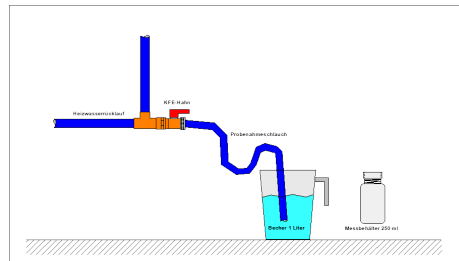 KFE-Hahn
Heizwasserrücklauf
Probenahmeschlauch
Becher 1 Liter
Messbehälter 250 ml